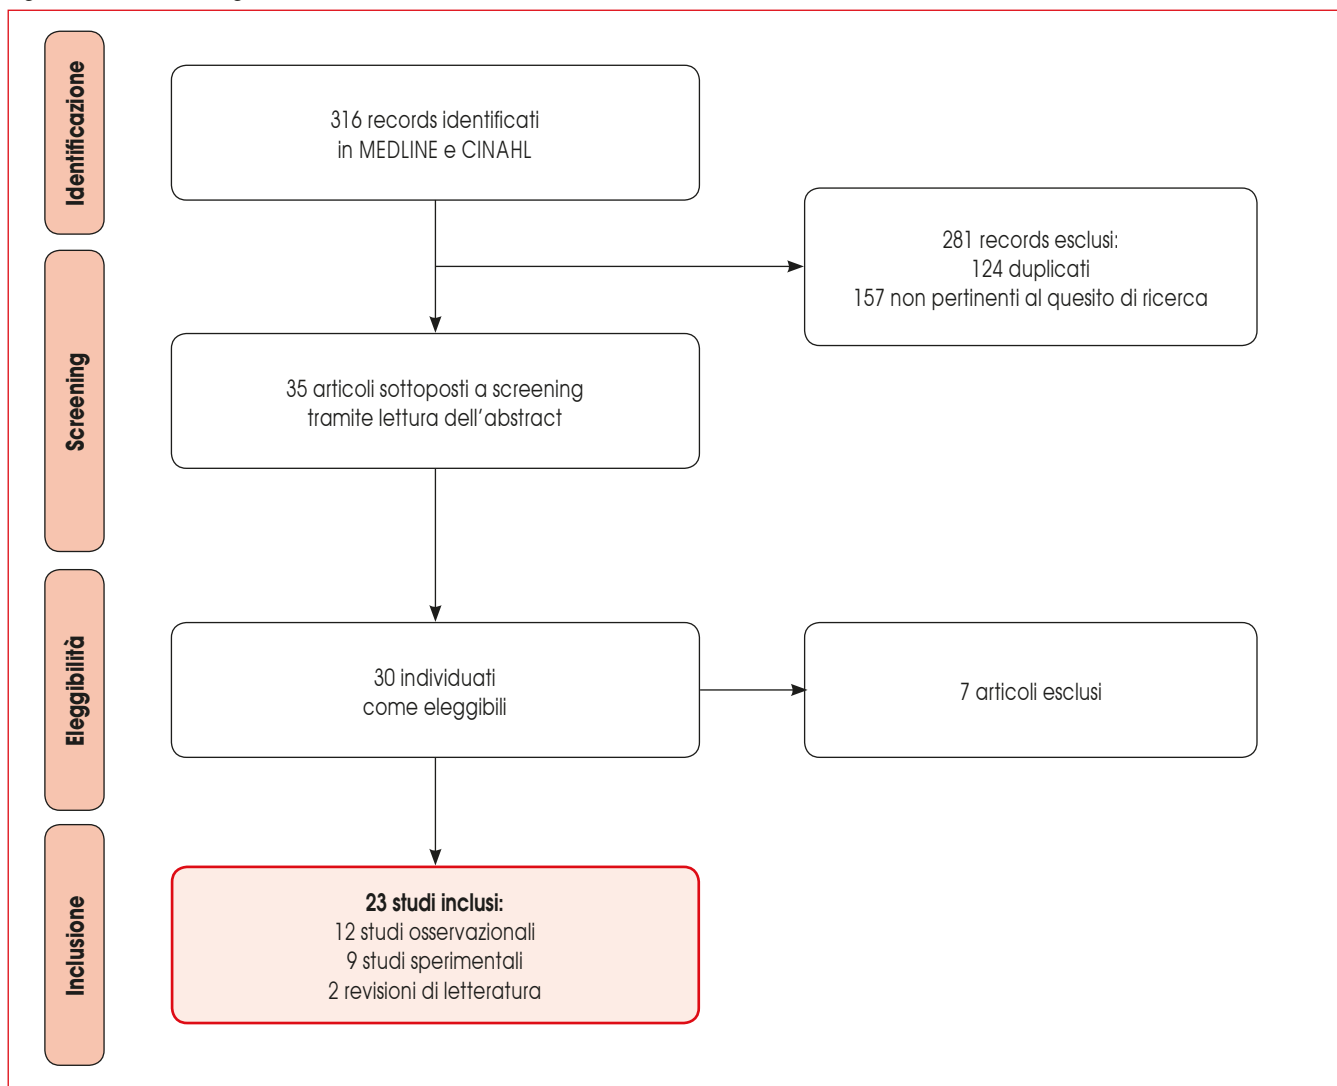 Identificazione
316 records identificati
in MEDLINE e CINAHL
281 records esclusi:
124 duplicati
157 non pertinenti al quesito di ricerca
Screening
35 articoli sottoposti a screening
tramite lettura dell'abstract
Eleggibilità
30 individuati
come eleggibili
7 articoli esclusi
Inclusione
23 studi inclusi:
12 studi osservazionali
9 studi sperimentali
2 revisioni di letteratura